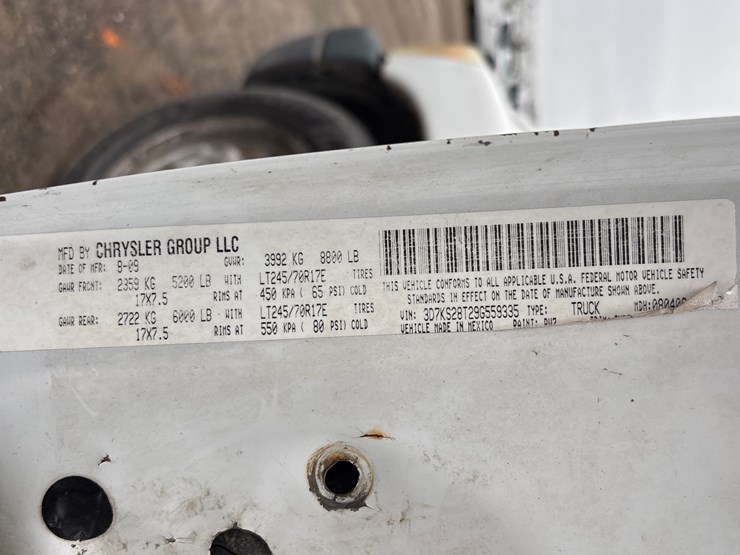 MFD BY CHRYSLER GROUP LLC
DATE OF MFR: 8-09 GVWR: 3992 KG 8800 LB
GAWR FRONT: 2359 KG 5200 LB WITH LT245/70R17E TIRES
17X7.5 RIMS AT 450 KPA ( 65 PSI) COLD
GAWR REAR: 2722 KG 6000 LB WITH LT245/70R17E TIRES
17X7.5 RIMS AT 550 KPA ( 80 PSI) COLD
THIS VEHICLE CONFORMS TO ALL APPLICABLE U.S.A. FEDERAL MOTOR VEHICLE SAFETY
STANDARDS IN EFFECT ON THE DATE OF MANUFACTURE SHOWN ABOVE.
VIN: 3D7KS28T29G559335 TYPE: TRUCK MDH:
VEHICLE MADE IN MEXICO PAINT: